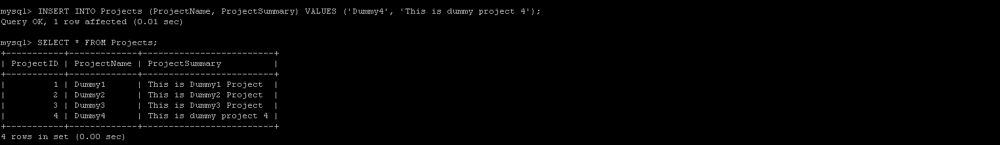 mysql> INSERT INTO Projects (ProjectName, ProjectSummary) VALUES ('Dummy4', 'This is dummy project 4');
Query OK, 1 row affected (0.01 sec)
mysql> SELECT * FROM Projects;
+-----------+-------------+-------------------------+
| ProjectID | ProjectName | ProjectSummary          |
+-----------+-------------+-------------------------+
|         1 | Dummy1      | This is Dummy1 Project  |
|         2 | Dummy2      | This is Dummy2 Project  |
|         3 | Dummy3      | This is Dummy3 Project  |
|         4 | Dummy4      | This is dummy project 4 |
+-----------+-------------+-------------------------+
4 rows in set (0.00 sec)